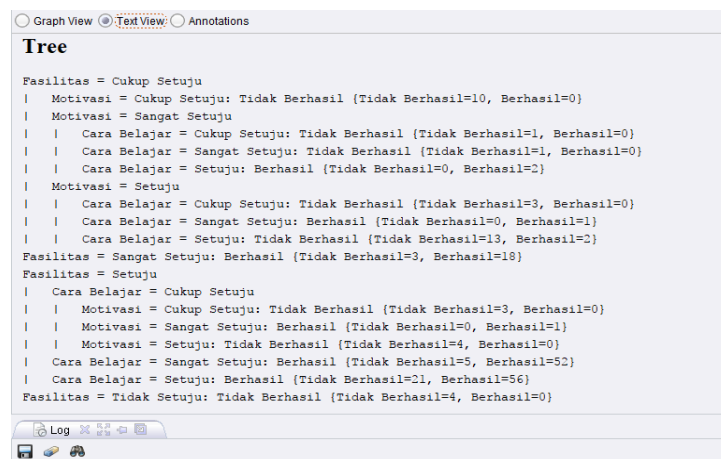 Graph View Text View Annotations
Tree
Fasilitas = Cukup Setuju
|   Motivasi = Cukup Setuju: Tidak Berhasil {Tidak Berhasil=10, Berhasil=0}
|   Motivasi = Sangat Setuju
|   |   Cara Belajar = Cukup Setuju: Tidak Berhasil {Tidak Berhasil=1, Berhasil=0}
|   |   Cara Belajar = Sangat Setuju: Tidak Berhasil {Tidak Berhasil=1, Berhasil=0}
|   |   Cara Belajar = Setuju: Berhasil {Tidak Berhasil=0, Berhasil=2}
|   Motivasi = Setuju
|   |   Cara Belajar = Cukup Setuju: Tidak Berhasil {Tidak Berhasil=3, Berhasil=0}
|   |   Cara Belajar = Sangat Setuju: Berhasil {Tidak Berhasil=0, Berhasil=1}
|   |   Cara Belajar = Setuju: Tidak Berhasil {Tidak Berhasil=13, Berhasil=2}
Fasilitas = Sangat Setuju: Berhasil {Tidak Berhasil=3, Berhasil=18}
Fasilitas = Setuju
|   Cara Belajar = Cukup Setuju
|   |   Motivasi = Cukup Setuju: Tidak Berhasil {Tidak Berhasil=3, Berhasil=0}
|   |   Motivasi = Sangat Setuju: Berhasil {Tidak Berhasil=0, Berhasil=1}
|   |   Motivasi = Setuju: Tidak Berhasil {Tidak Berhasil=4, Berhasil=0}
|   Cara Belajar = Sangat Setuju: Berhasil {Tidak Berhasil=5, Berhasil=52}
|   Cara Belajar = Setuju: Berhasil {Tidak Berhasil=21, Berhasil=56}
Fasilitas = Tidak Setuju: Tidak Berhasil {Tidak Berhasil=4, Berhasil=0}
Log